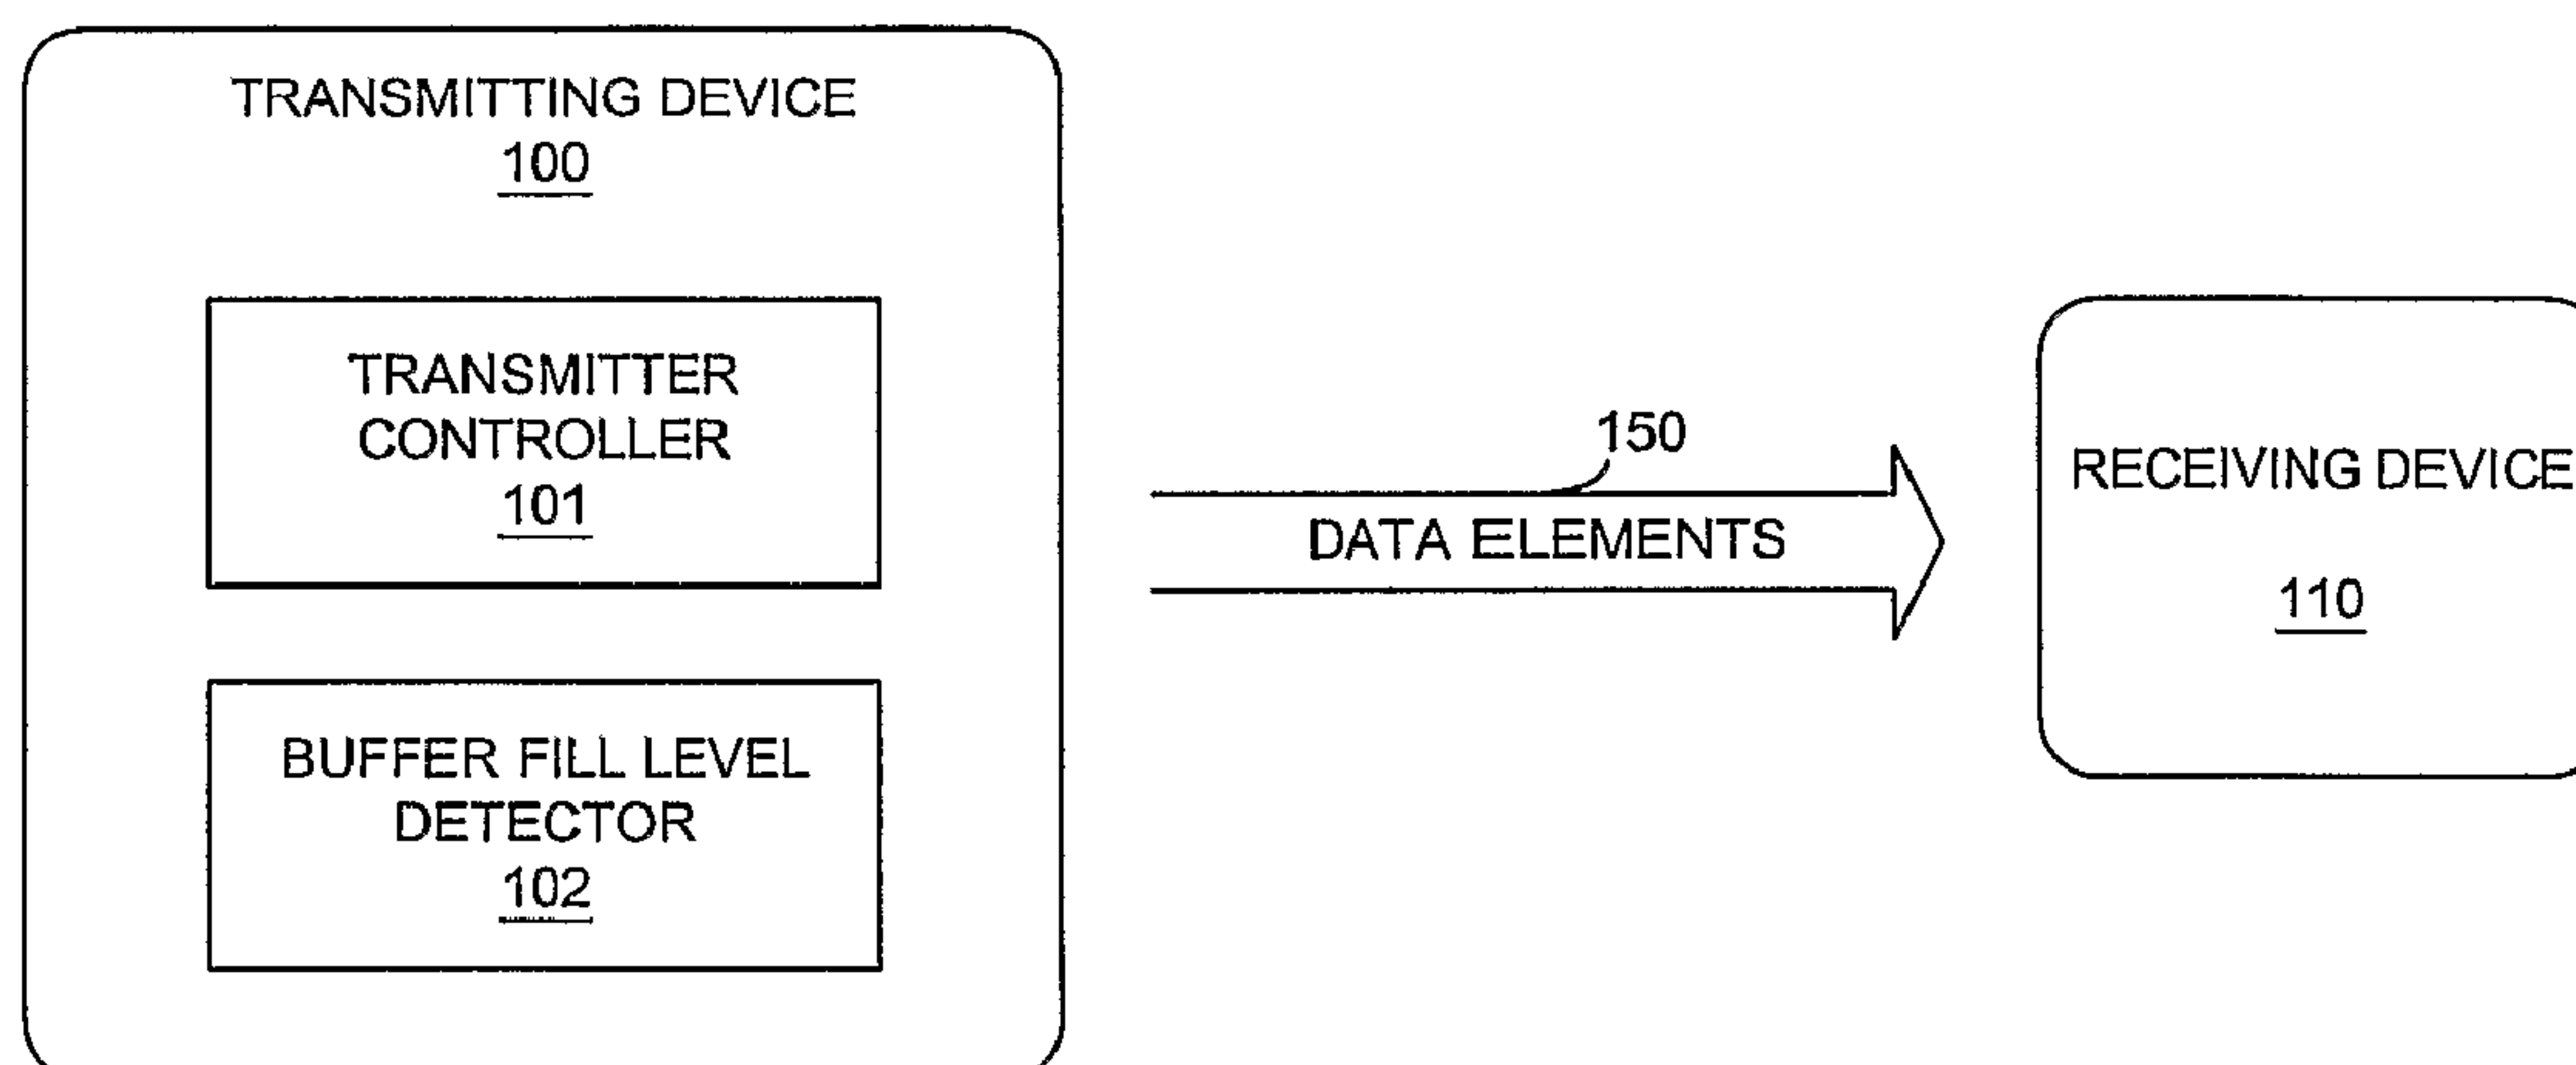 TRANSMITTING DEVICE
100
TRANSMITTER
CONTROLLER
101
BUFFER FILL LEVEL
DETECTOR
102
150
DATA ELEMENTS
RECEIVING DEVICE
110